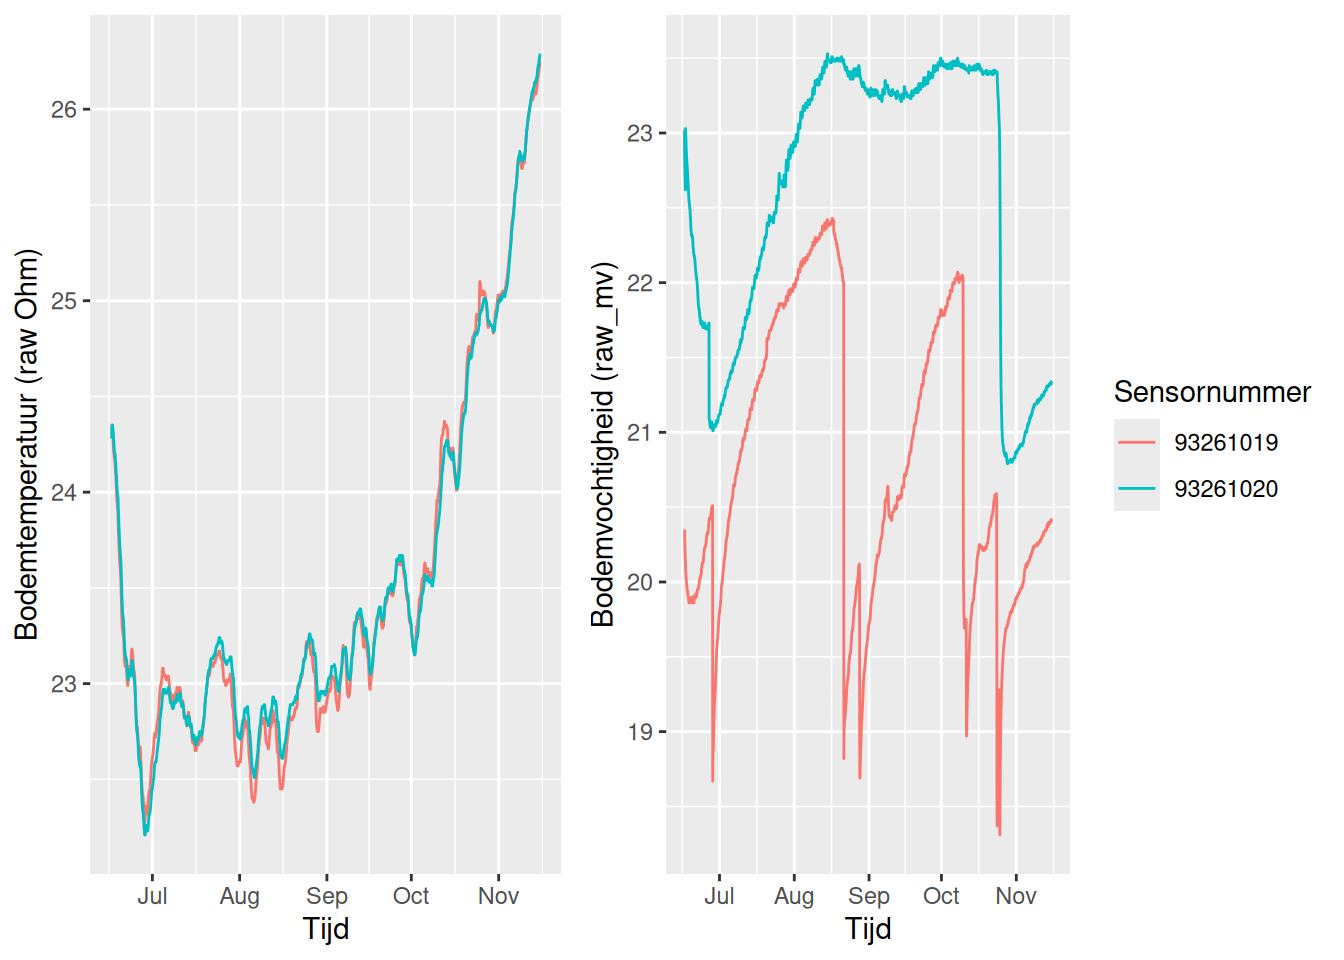 Bodemtemperatuur (raw Ohm)
26
25
24
23
Jul Aug Sep Oct Nov
Tijd
Bodemvochtigheid (raw_mv)
23
22
21
20
19
Jul Aug Sep Oct Nov
Tijd
Sensornummer
93261019
93261020